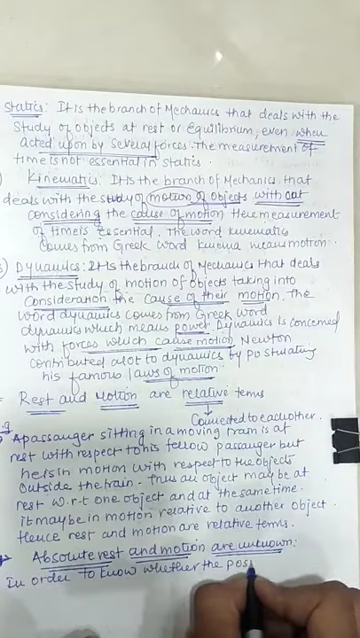 Statics: It is the branch of Mechanics that deals with the
Study of objects at rest or Equilibrium, even when
acted upon by Several forces. The measurement of
time is not essential in statics.
) Kinematics: It is the branch of Mechanics that
deals with the study of motion of objects with out
considering the cause of motion Here measurement
of time is essential. The word kinematic
comes from Greek word kinema means motion.
) Dynamics: It is the branch of Mechanics that deals
with the study of motion of objects taking into
Consideration the cause of their motion. The
word dynamics comes from Greek word
dynamis which means power. Dynamics is concerned
with forces which cause motion Newton
contributed a lot to dynamics by postulating
his famous laws of motion.
Rest and Motion are relative terms
Connected to each other.
A passanger sitting in a moving train is at
rest with respect to his fellow passanger but
he is in motion with respect to the objects
outside the train. Thus an object may be at
rest w.r.t one object and at the same time
it may be in motion relative to another object.
Hence rest and motion are relative terms.
Absolute rest and motion are unknown:
In order to know whether the pos